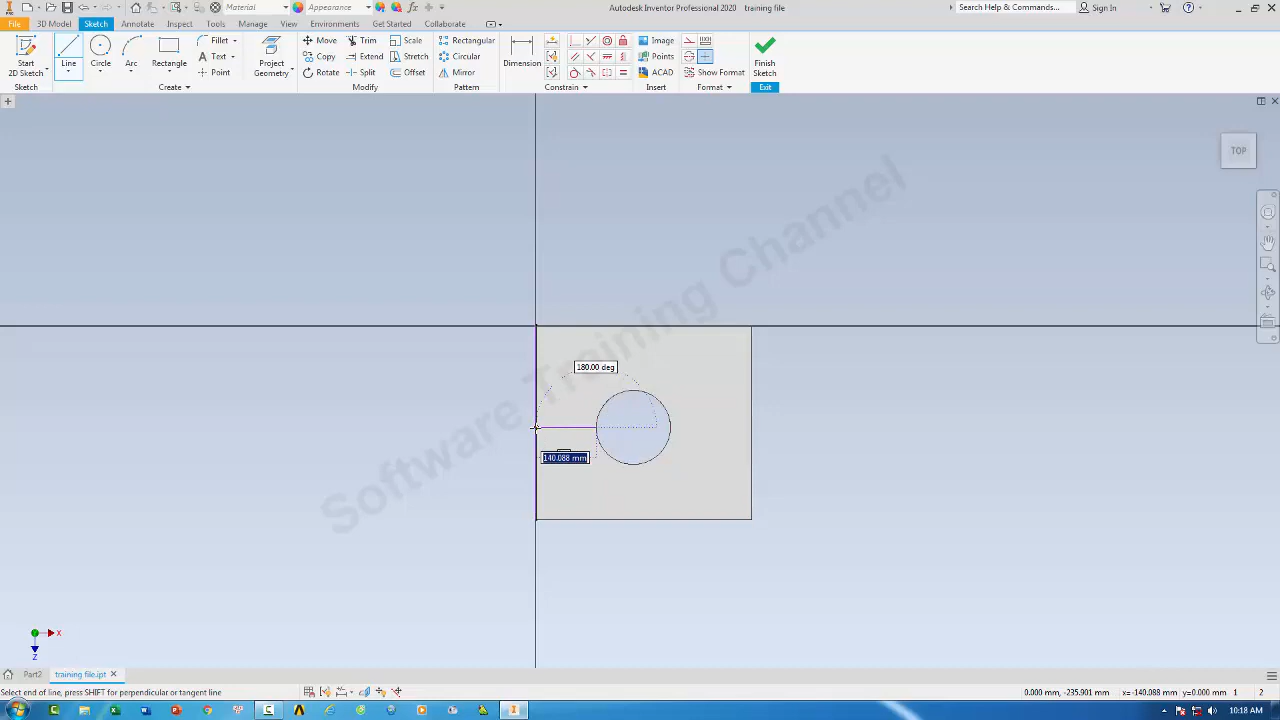 Material
Appearance
Autodesk Inventor Professional 2020 training file
Search Help & Commands...
Sign In
File 3D Model Sketch Annotate Inspect Tools Manage View Environments Get Started Collaborate
Start 2D Sketch
Line
Circle
Arc
Rectangle
Fillet
Text
Point
Project Geometry
Move
Copy
Rotate
Trim
Extend
Split
Scale
Stretch
Offset
Rectangular
Circular
Mirror
Dimension
Image
Points
ACAD
Show Format
Finish Sketch
Sketch Create Modify Pattern Constrain Insert Format Exit
TOP
Software Training Channel
180.00 deg
140.088 mm
X
Z
Part2 training file.ipt
Select end of line, press SHIFT for perpendicular or tangent line
0.000 mm, -235.901 mm x=-140.088 mm y=0.000 mm 1 2
10:18 AM